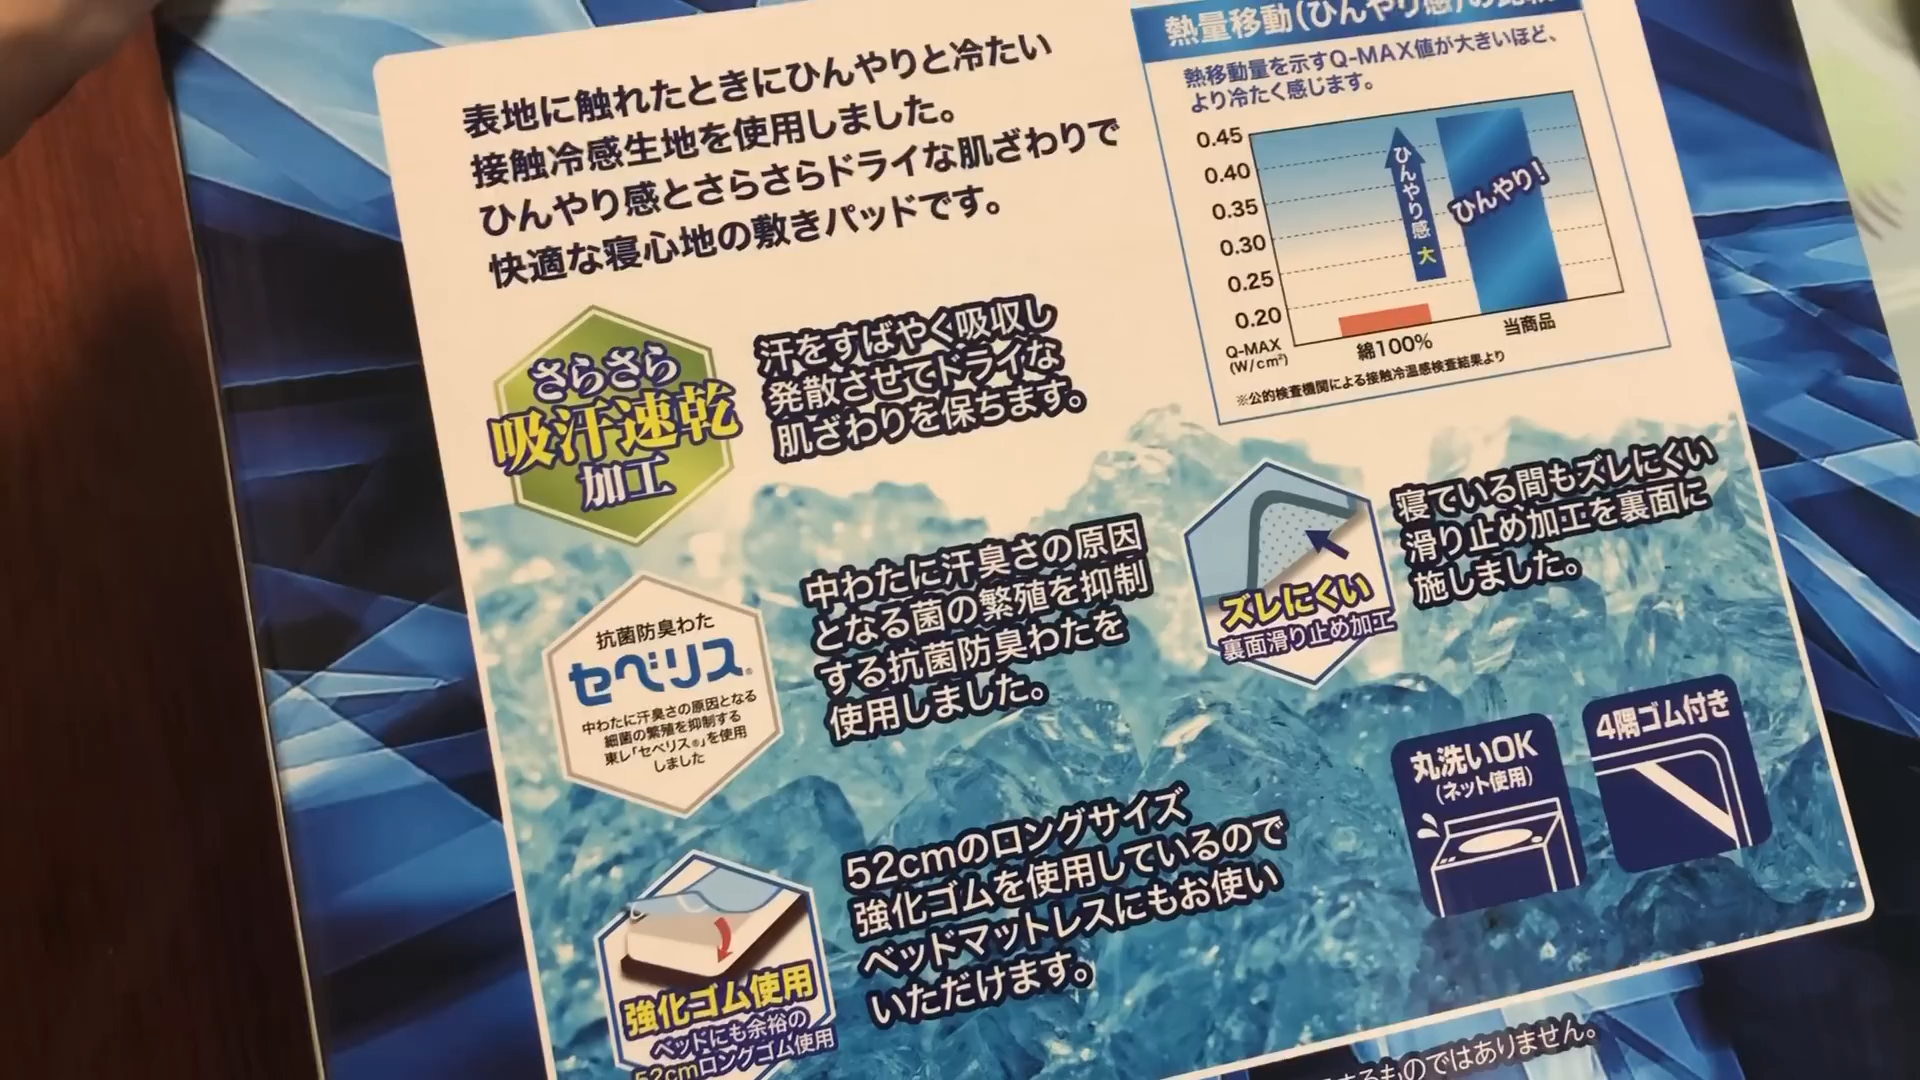 表地に触れたときにひんやりと冷たい
接触冷感生地を使用しました。
ひんやり感とさらさらドライな肌ざわりで
快適な寝心地の敷きパッドです。
熱量移動(ひんやり感)の比較
熱移動量を示すQ-MAX値が大きいほど、
より冷たく感じます。
0.45
0.40
0.35
0.30
0.25
0.20
Q-MAX
(W/cm²)
ひんやり感 大
ひんやり!
綿100%
当商品
※公的検査機関による接触冷温感検査結果より
さらさら
吸汗速乾
加工
汗をすばやく吸収し
発散させてドライな
肌ざわりを保ちます。
抗菌防臭わた
セベリス®
中わたに汗臭さの原因となる
細菌の繁殖を抑制する
東レ「セベリス®」を使用
しました
中わたに汗臭さの原因
となる菌の繁殖を抑制
する抗菌防臭わたを
使用しました。
ズレにくい
裏面滑り止め加工
寝ている間もズレにくい
滑り止め加工を裏面に
施しました。
強化ゴム使用
ベッドにも余裕の
52cmロングゴム使用
52cmのロングサイズ
強化ゴムを使用しているので
ベッドマットレスにもお使い
いただけます。
丸洗いOK
(ネット使用)
4隅ゴム付き
するものではありません。